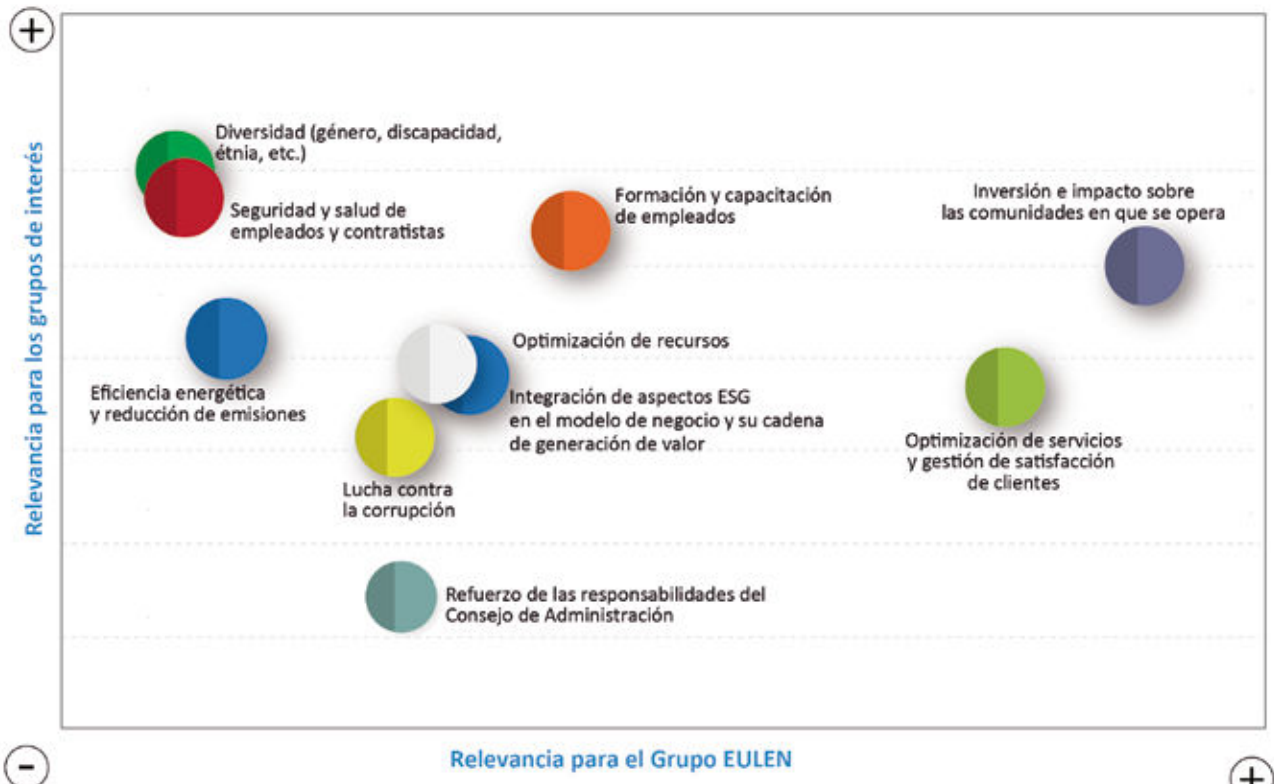 +
Diversidad (género, discapacidad,
étnia, etc.)
Seguridad y salud de
empleados y contratistas
Formación y capacitación
de empleados
Inversión e impacto sobre
las comunidades en que se opera
Eficiencia energética
y reducción de emisiones
Optimización de recursos
Integración de aspectos ESG
en el modelo de negocio y su cadena
de generación de valor
Optimización de servicios
y gestión de satisfacción
de clientes
Lucha contra
la corrupción
Refuerzo de las responsabilidades del
Consejo de Administración
Relevancia para los grupos de interés
-
Relevancia para el Grupo EULEN
+